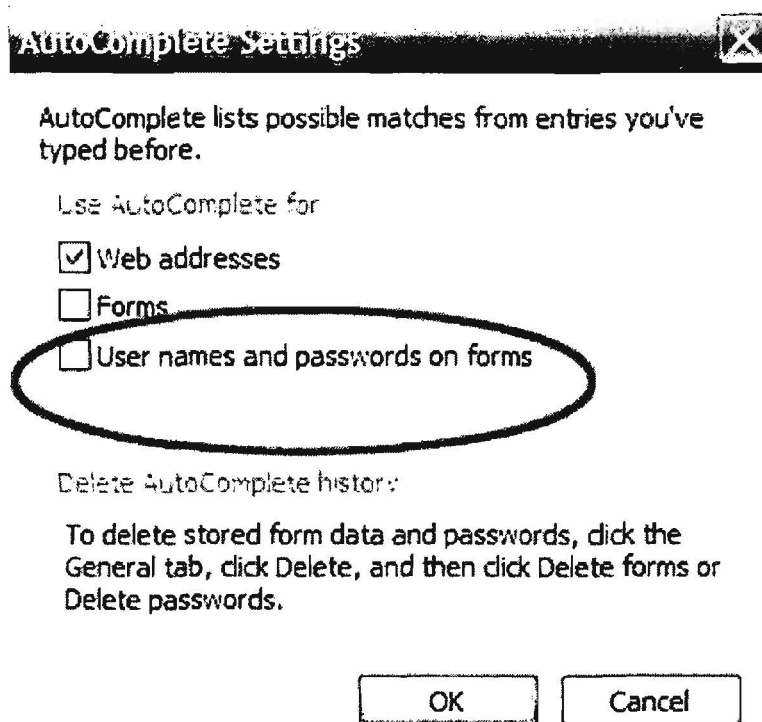 AutoComplete Settings
AutoComplete lists possible matches from entries you've
typed before.
Use AutoComplete for
Web addresses
Forms
User names and passwords on forms
Delete AutoComplete history
To delete stored form data and passwords, click the
General tab, click Delete, and then click Delete forms or
Delete passwords.
OK Cancel